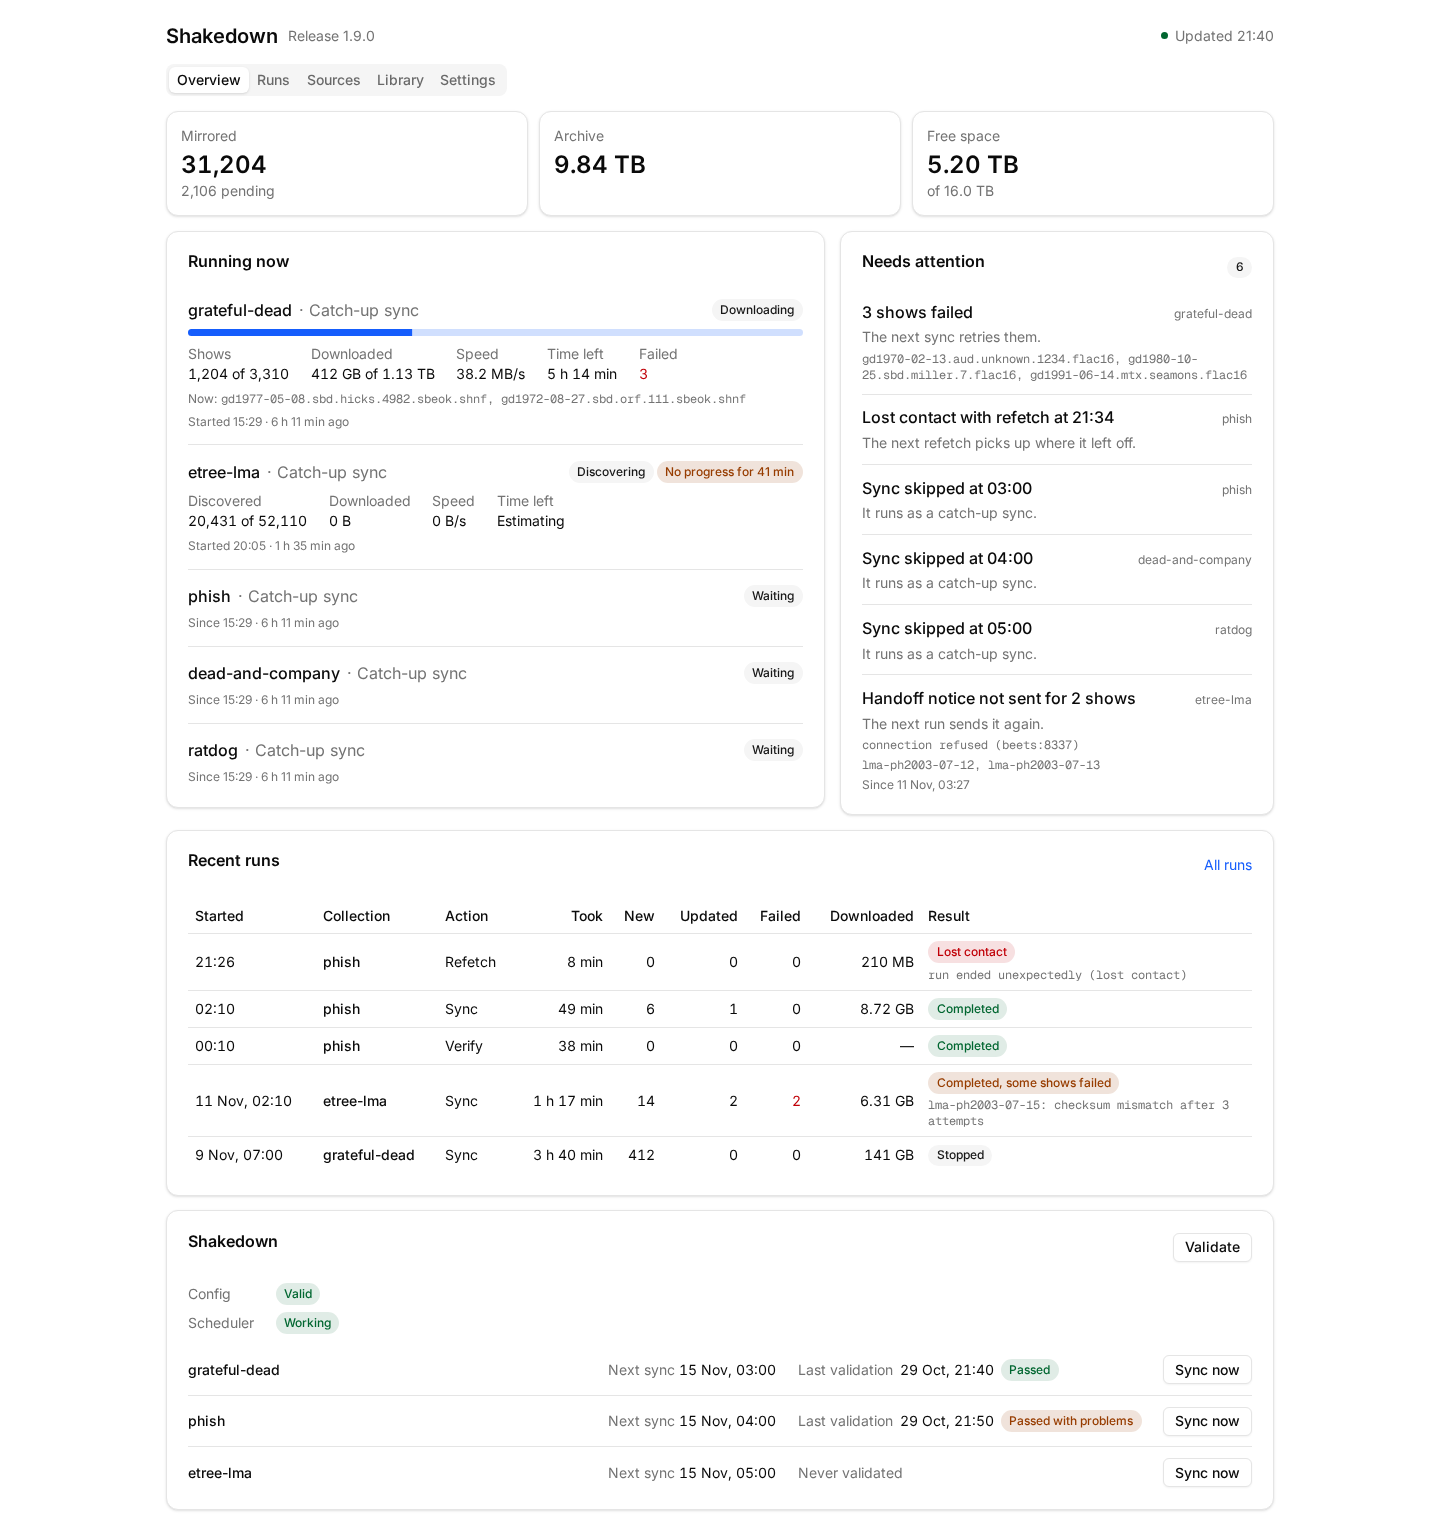 Shakedown Release 1.9.0
Updated 21:40
Overview Runs Sources Library Settings
Mirrored
31,204
2,106 pending
Archive
9.84 TB
Free space
5.20 TB
of 16.0 TB
Running now
grateful-dead · Catch-up sync Downloading
Shows Downloaded Speed Time left Failed
1,204 of 3,310 412 GB of 1.13 TB 38.2 MB/s 5 h 14 min 3
Now: gd1977-05-08.sbd.hicks.4982.sbeok.shnf, gd1972-08-27.sbd.orf.111.sbeok.shnf
Started 15:29 · 6 h 11 min ago
etree-lma · Catch-up sync Discovering No progress for 41 min
Discovered Downloaded Speed Time left
20,431 of 52,110 0 B 0 B/s Estimating
Started 20:05 · 1 h 35 min ago
phish · Catch-up sync Waiting
Since 15:29 · 6 h 11 min ago
dead-and-company · Catch-up sync Waiting
Since 15:29 · 6 h 11 min ago
ratdog · Catch-up sync Waiting
Since 15:29 · 6 h 11 min ago
Needs attention 6
3 shows failed grateful-dead
The next sync retries them.
gd1970-02-13.aud.unknown.1234.flac16, gd1980-10-
25.sbd.miller.7.flac16, gd1991-06-14.mtx.seamons.flac16
Lost contact with refetch at 21:34 phish
The next refetch picks up where it left off.
Sync skipped at 03:00 phish
It runs as a catch-up sync.
Sync skipped at 04:00 dead-and-company
It runs as a catch-up sync.
Sync skipped at 05:00 ratdog
It runs as a catch-up sync.
Handoff notice not sent for 2 shows etree-lma
The next run sends it again.
connection refused (beets:8337)
lma-ph2003-07-12, lma-ph2003-07-13
Since 11 Nov, 03:27
Recent runs All runs
Started Collection Action Took New Updated Failed Downloaded Result
21:26 phish Refetch 8 min 0 0 0 210 MB Lost contact
run ended unexpectedly (lost contact)
02:10 phish Sync 49 min 6 1 0 8.72 GB Completed
00:10 phish Verify 38 min 0 0 0 — Completed
11 Nov, 02:10 etree-lma Sync 1 h 17 min 14 2 2 6.31 GB Completed, some shows failed
lma-ph2003-07-15: checksum mismatch after 3
attempts
9 Nov, 07:00 grateful-dead Sync 3 h 40 min 412 0 0 141 GB Stopped
Shakedown Validate
Config Valid
Scheduler Working
grateful-dead Next sync 15 Nov, 03:00 Last validation 29 Oct, 21:40 Passed Sync now
phish Next sync 15 Nov, 04:00 Last validation 29 Oct, 21:50 Passed with problems Sync now
etree-lma Next sync 15 Nov, 05:00 Never validated Sync now